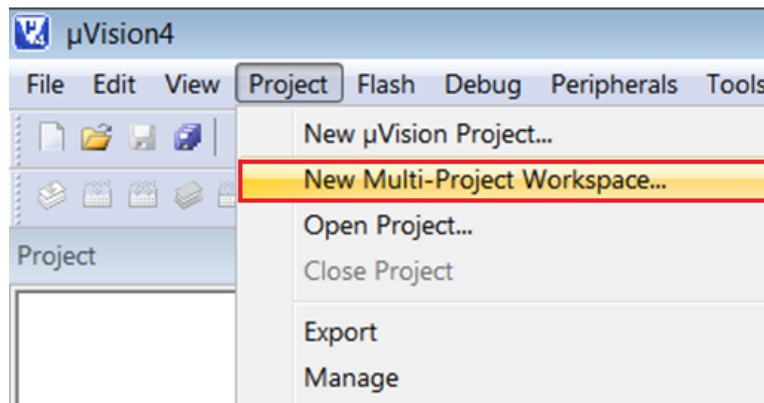 µVision4
File Edit View Project Flash Debug Peripherals Tools
New µVision Project...
New Multi-Project Workspace...
Open Project...
Project
Close Project
Export
Manage